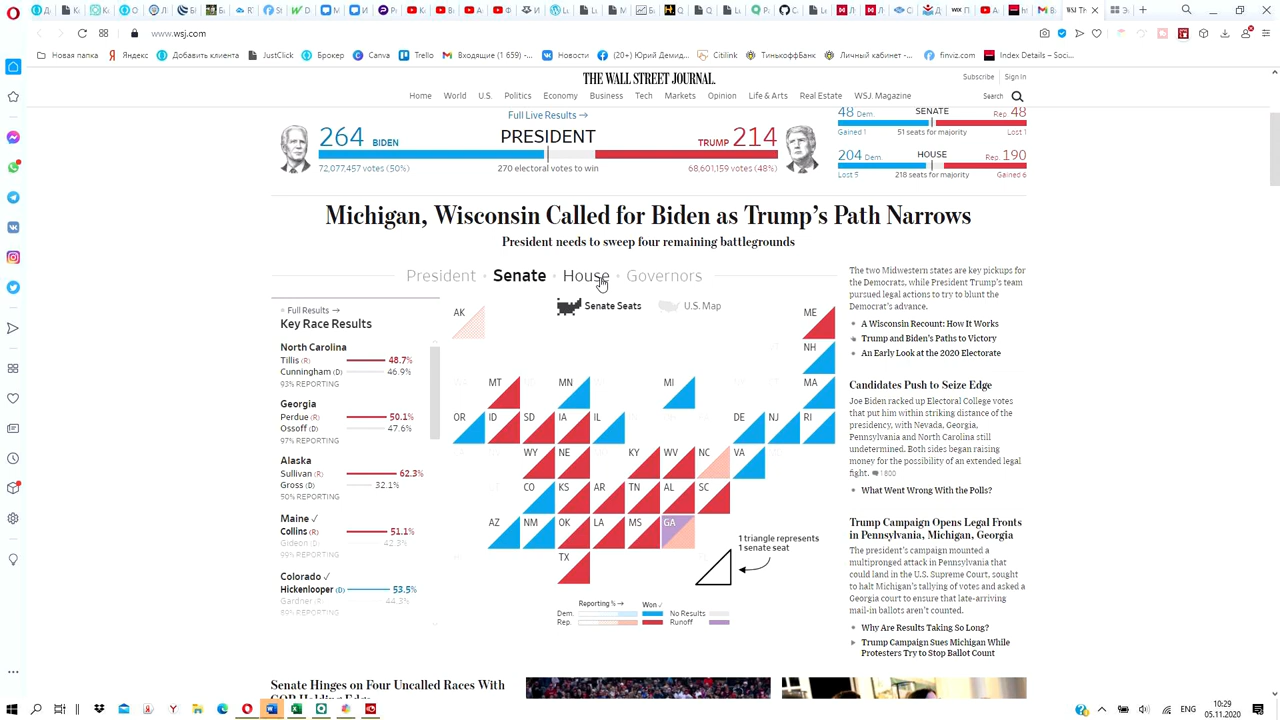 www.wsj.com
Новая папка
Яндекс
Добавить клиента
JustClick
Брокер
Canva
Trello
Входящие (1 659) -...
Новости
(20+) Юрий Демид...
Citilink
ТинькоффБанк
Личный кабинет -...
finviz.com
Index Details – Soci...
THE WALL STREET JOURNAL.
Subscribe
Sign In
Home
World
U.S.
Politics
Economy
Business
Tech
Markets
Opinion
Life & Arts
Real Estate
WSJ. Magazine
Search
Full Live Results →
264 BIDEN
PRESIDENT
TRUMP 214
72,077,457 votes (50%)
270 electoral votes to win
68,601,159 votes (48%)
48 Dem.
SENATE
Rep. 48
Gained 1
51 seats for majority
Lost 1
204 Dem.
HOUSE
Rep. 190
Lost 5
218 seats for majority
Gained 6
Michigan, Wisconsin Called for Biden as Trump’s Path Narrows
President needs to sweep four remaining battlegrounds
President · Senate · House · Governors
Senate Seats
U.S. Map
Full Results →
Key Race Results
North Carolina
Tillis (R) 48.7%
Cunningham (D) 46.9%
93% REPORTING
Georgia
Perdue (R) 50.1%
Ossoff (D) 47.6%
97% REPORTING
Alaska
Sullivan (R) 62.3%
Gross (D) 32.1%
50% REPORTING
Maine ✓
Collins (R) 51.1%
Gideon (D) 42.3%
99% REPORTING
Colorado ✓
Hickenlooper (D) 53.5%
Gardner (R) 44.3%
89% REPORTING
AK
ME
NH
MT
MN
MI
MA
OR
ID
SD
IA
IL
DE
NJ
RI
WY
NE
KY
WV
NC
VA
CO
KS
AR
TN
AL
SC
AZ
NM
OK
LA
MS
GA
TX
1 triangle represents
1 senate seat
Reporting % →
Won ✓
Dem:
No Results
Rep.
Runoff
The two Midwestern states are key pickups for
the Democrats, while President Trump’s team
pursued legal actions to try to blunt the
Democrat’s advance.
A Wisconsin Recount: How It Works
Trump and Biden’s Paths to Victory
An Early Look at the 2020 Electorate
Candidates Push to Seize Edge
Joe Biden racked up Electoral College votes
that put him within striking distance of the
presidency, with Nevada, Georgia,
Pennsylvania and North Carolina still
undetermined. Both sides began raising
money for the possibility of an extended legal
fight. 1800
What Went Wrong With the Polls?
Trump Campaign Opens Legal Fronts
in Pennsylvania, Michigan, Georgia
The president’s campaign mounted a
multipronged attack in Pennsylvania that
could land in the U.S. Supreme Court, sought
to halt Michigan’s tallying of votes and asked a
Georgia court to ensure that late-arriving
mail-in ballots aren’t counted.
Why Are Results Taking So Long?
Trump Campaign Sues Michigan While
Protesters Try to Stop Ballot Count
Senate Hinges on Four Uncalled Races With
GOP Holding Edge
ENG
10:29
05.11.2020